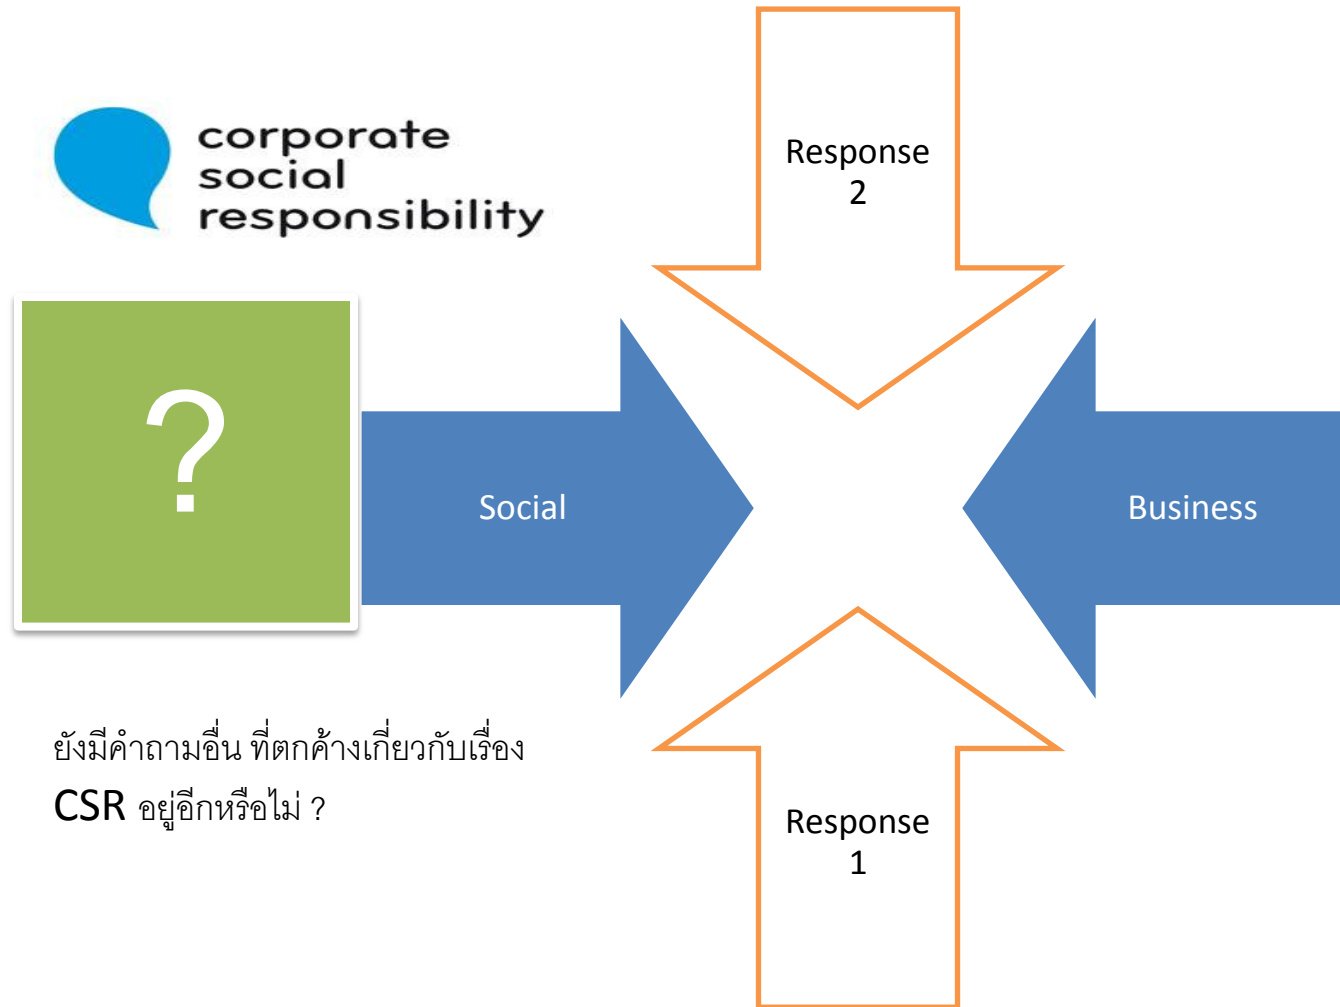 corporate
social
responsibility
Response
2
?
Social
Business
ยังมีคำถามอื่น ที่ตกค้างเกี่ยวกับเรื่อง
CSR อยู่อีกหรือไม่ ?
Response
1